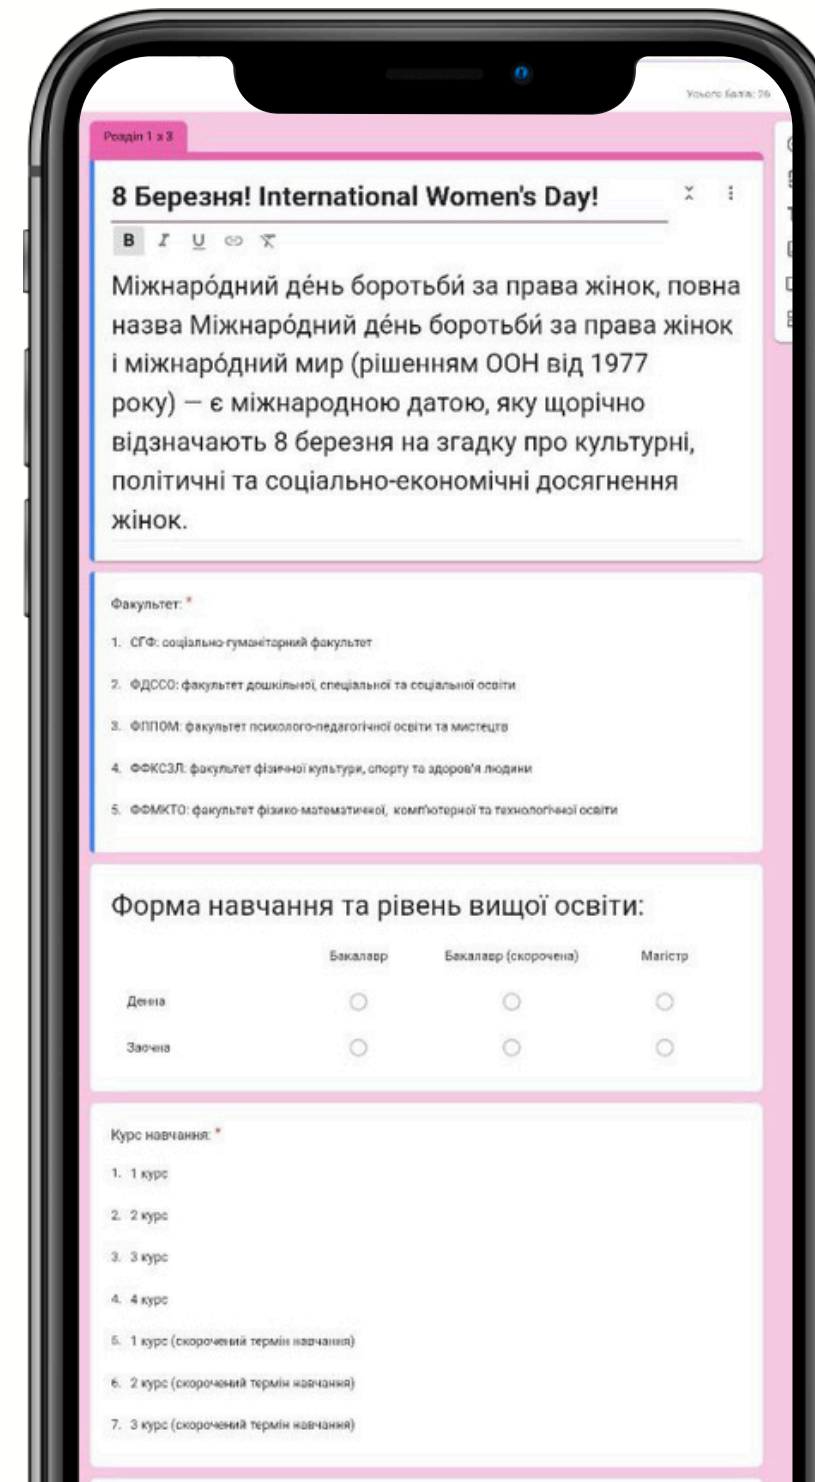 Усього балів: 26
Розділ 1 з 3
8 Березня! International Women's Day!
B I U
Міжнаро́дний де́нь боротьби́ за права жінок, повна
назва Міжнаро́дний де́нь боротьби́ за права жінок
і міжнаро́дний мир (рішенням ООН від 1977
року) — є міжнародною датою, яку щорічно
відзначають 8 березня на згадку про культурні,
політичні та соціально-економічні досягнення
жінок.
Факультет: *
1. СГФ: соціально-гуманітарний факультет
2. ФДССО: факультет дошкільної, спеціальної та соціальної освіти
3. ФППОМ: факультет психолого-педагогічної освіти та мистецтв
4. ФФКСЗЛ: факультет фізичної культури, спорту та здоров'я людини
5. ФФМКТО: факультет фізико-математичної, комп'ютерної та технологічної освіти
Форма навчання та рівень вищої освіти:
Бакалавр Бакалавр (скорочена) Магістр
Денна
Заочна
Курс навчання: *
1. 1 курс
2. 2 курс
3. 3 курс
4. 4 курс
5. 1 курс (скорочений термін навчання)
6. 2 курс (скорочений термін навчання)
7. 3 курс (скорочений термін навчання)